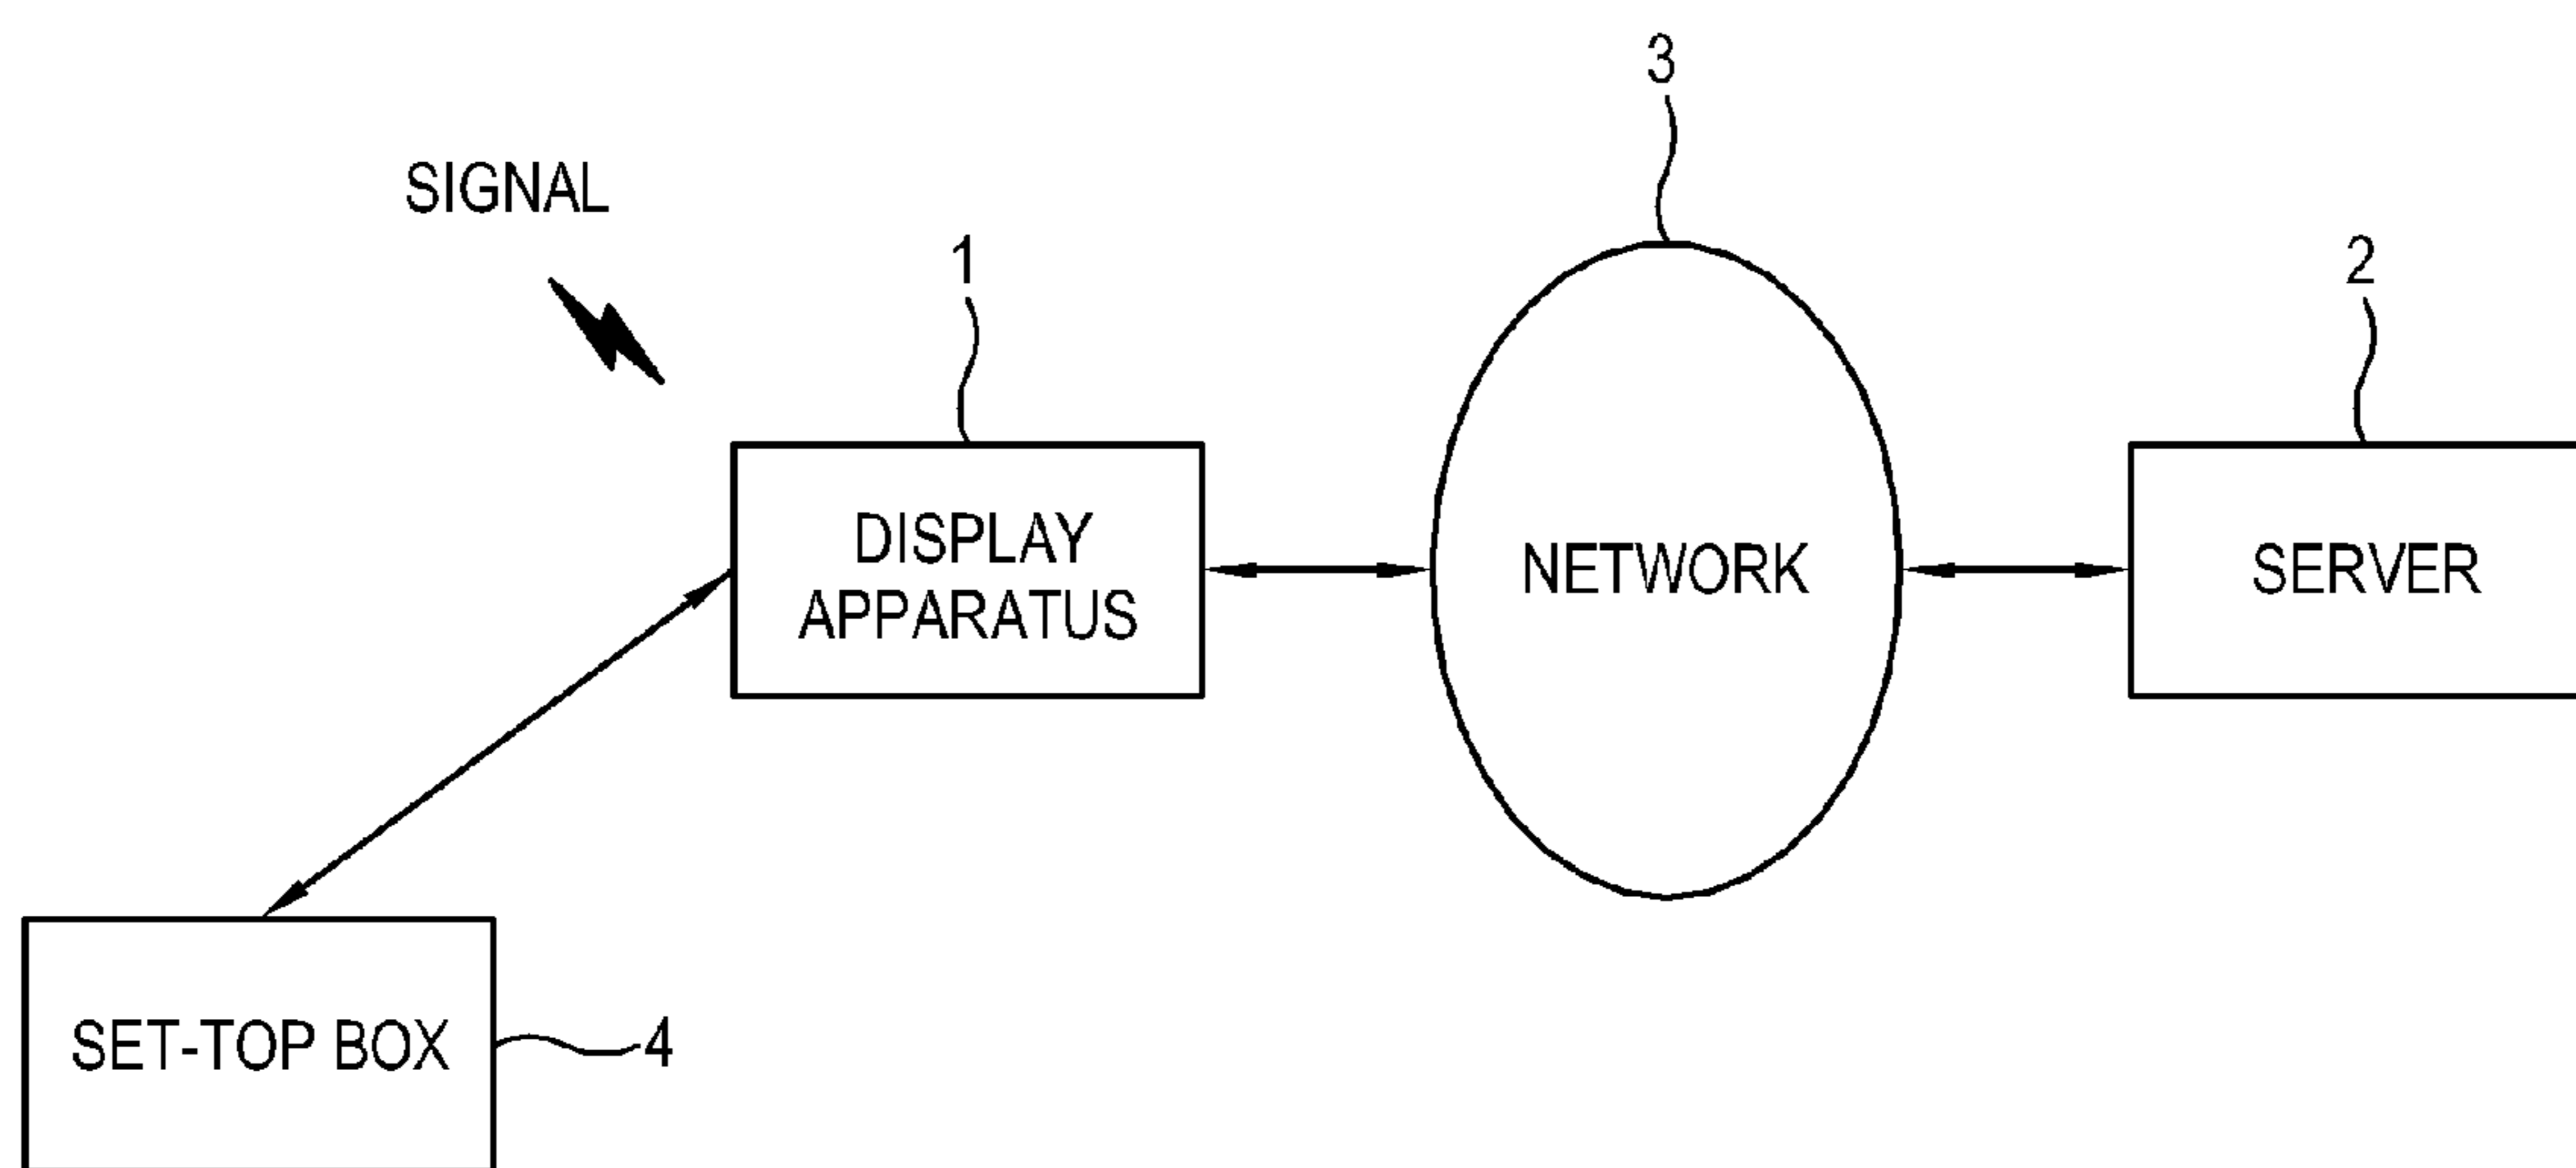 3
SIGNAL
1
2
DISPLAY
APPARATUS
NETWORK
SERVER
SET-TOP BOX
4